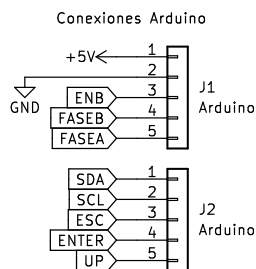 Conexiones Arduino
+5V 1
GND 2
ENB 3
FASEB 4
FASEA 5
J1
Arduino
SDA 1
SCL 2
ESC 3
ENTER 4
UP 5
J2
Arduino